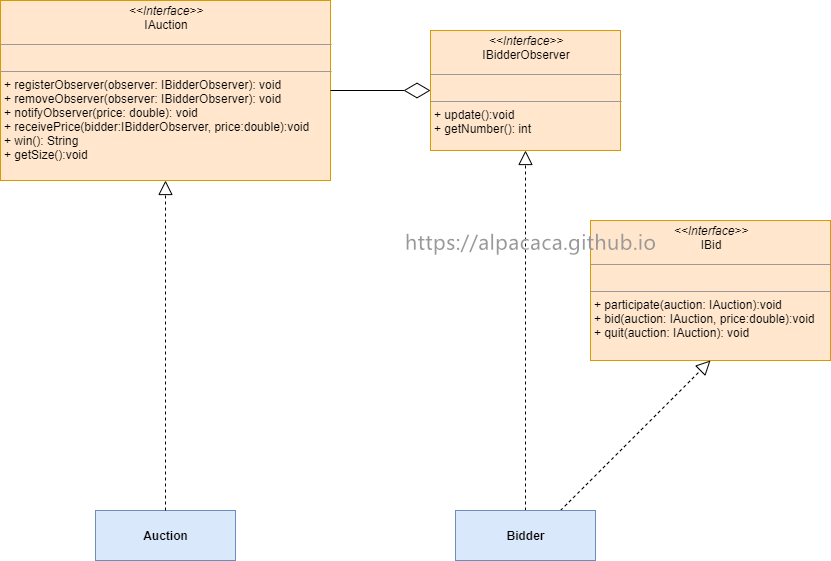 <<Interface>>
IAuction
+ registerObserver(observer: IBidderObserver): void
+ removeObserver(observer: IBidderObserver): void
+ notifyObserver(price: double): void
+ receivePrice(bidder:IBidderObserver, price:double):void
+ win(): String
+ getSize():void
<<Interface>>
IBidderObserver
+ update():void
+ getNumber(): int
https://alpacaca.github.io
<<Interface>>
IBid
+ participate(auction: IAuction):void
+ bid(auction: IAuction, price:double):void
+ quit(auction: IAuction): void
Auction
Bidder